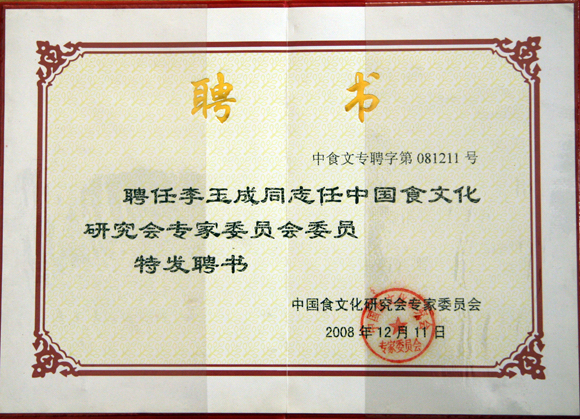 聘 书
中食文专聘字第 081211 号
聘任李玉成同志任中国食文化
研究会专家委员会委员
特发聘书
中国食文化研究会专家委员会
2008 年 12 月 11 日
专家委员会